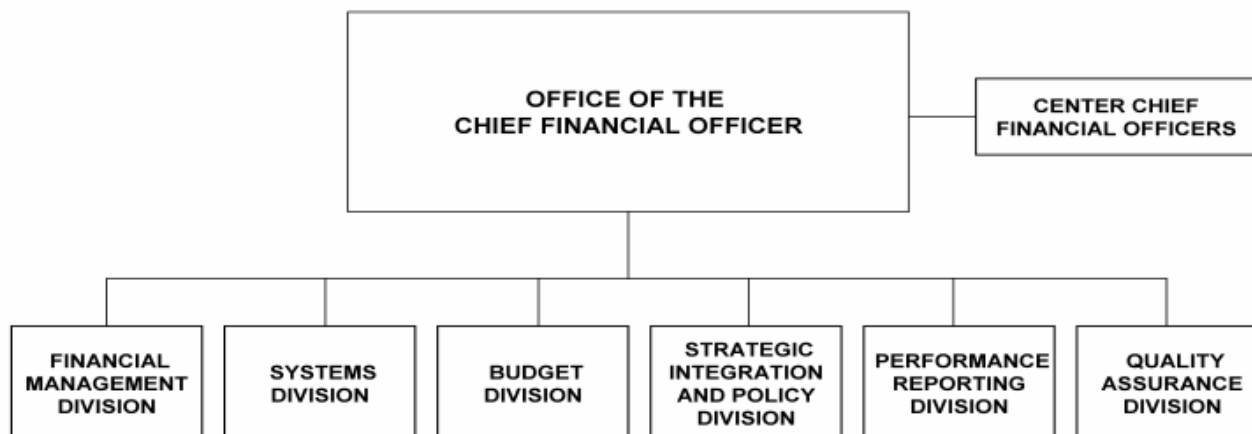 OFFICE OF THE
CHIEF FINANCIAL OFFICER
CENTER CHIEF
FINANCIAL OFFICERS
FINANCIAL
MANAGEMENT
DIVISION
SYSTEMS
DIVISION
BUDGET
DIVISION
STRATEGIC
INTEGRATION
AND POLICY
DIVISION
PERFORMANCE
REPORTING
DIVISION
QUALITY
ASSURANCE
DIVISION